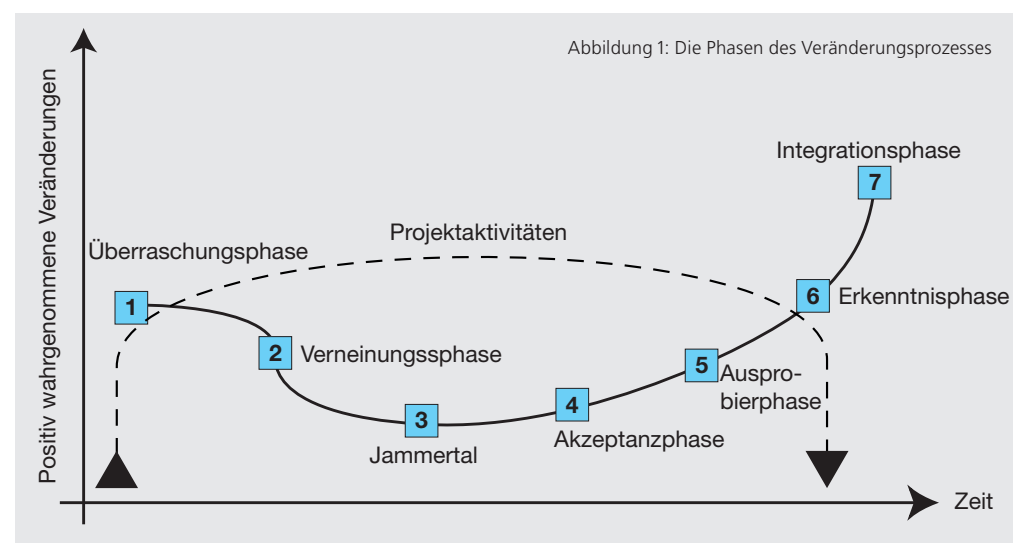 Abbildung 1: Die Phasen des Veränderungsprozesses
Positiv wahrgenommene Veränderungen
Integrationsphase
7
Projektaktivitäten
Überraschungsphase
1
6
Erkenntnisphase
2
Verneinungssphase
5
Auspro-
bierphase
4
Akzeptanzphase
3
Jammertal
Zeit